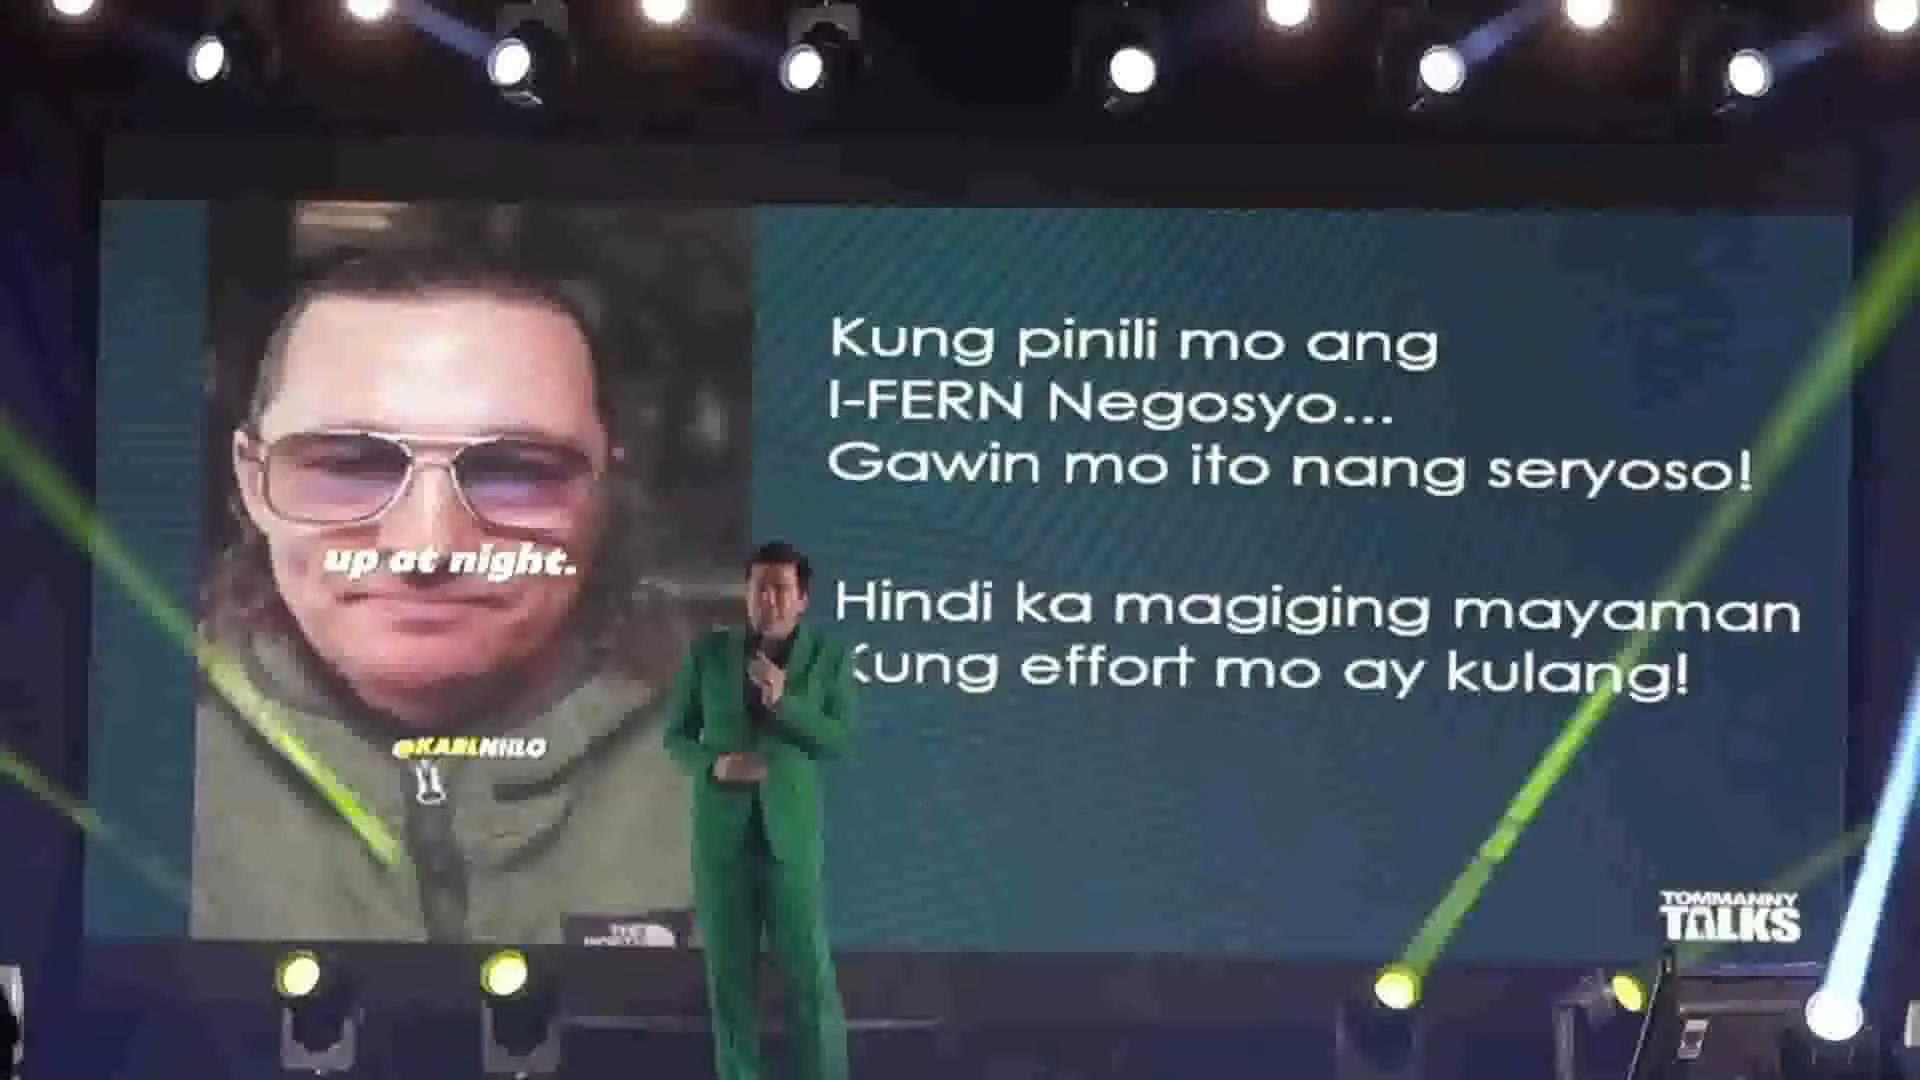 up at night.
@KARLNIILO
Kung pinili mo ang
I-FERN Negosyo...
Gawin mo ito nang seryoso!
Hindi ka magiging mayaman
Kung effort mo ay kulang!
TOMMANNY
TALKS